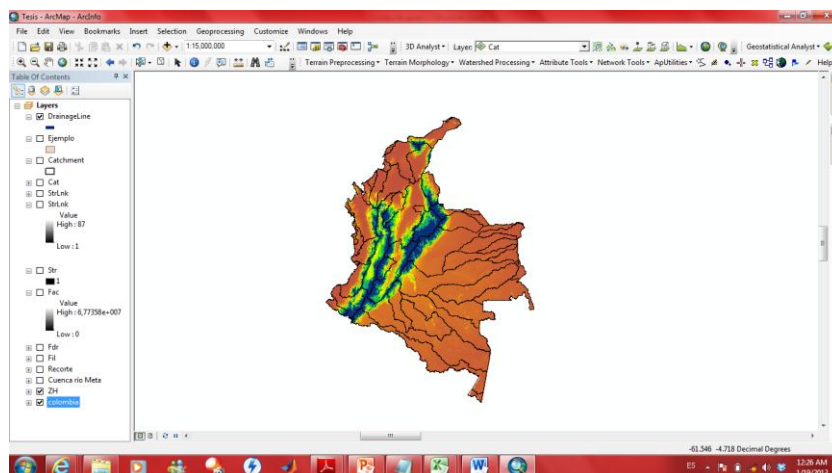 Tesis - ArcMap - ArcInfo
File Edit View Bookmarks Insert Selection Geoprocessing Customize Windows Help
1:15,000,000 3D Analyst Layer: Cat Geostatistical Analyst
Terrain Preprocessing Terrain Morphology Watershed Processing Attribute Tools Network Tools ApUtilities Help
Table Of Contents
Layers
DrainageLine
Ejemplo
Catchment
Cat
StrLnk
StrLnk
Value
High : 87
Low : 1
Str
1
Fac
Value
High : 6,77358e+007
Low : 0
Fdr
Fil
Recorte
Cuenca río Meta
ZH
colombia
-61.546 -4.718 Decimal Degrees
ES 12:26 AM